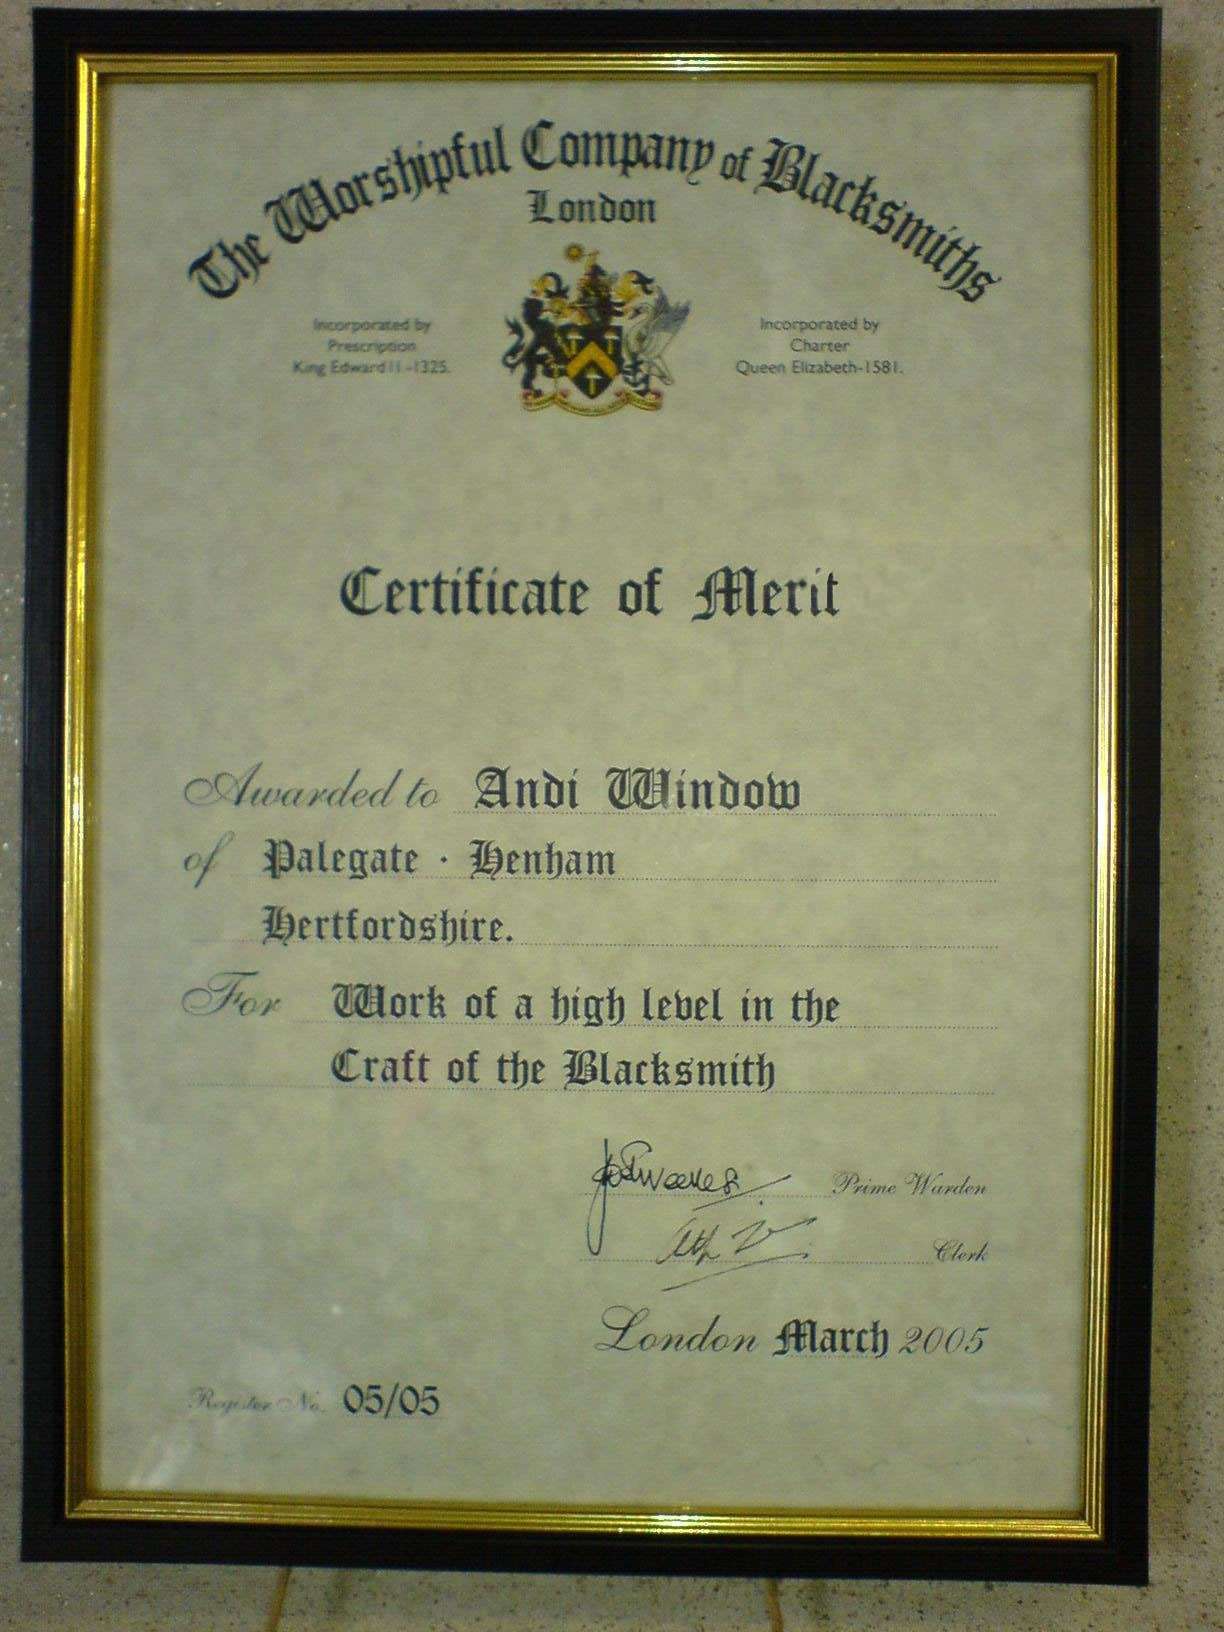 The Worshipful Company of Blacksmiths
London
Incorporated by
Prescription
King Edward II-1325.
Incorporated by
Charter
Queen Elizabeth-1581.
Certificate of Merit
Awarded to Andi Window
of Palegate · Henham
Hertfordshire.
For Work of a high level in the
Craft of the Blacksmith
Prime Warden
Clerk
London March 2005
Register No. 05/05